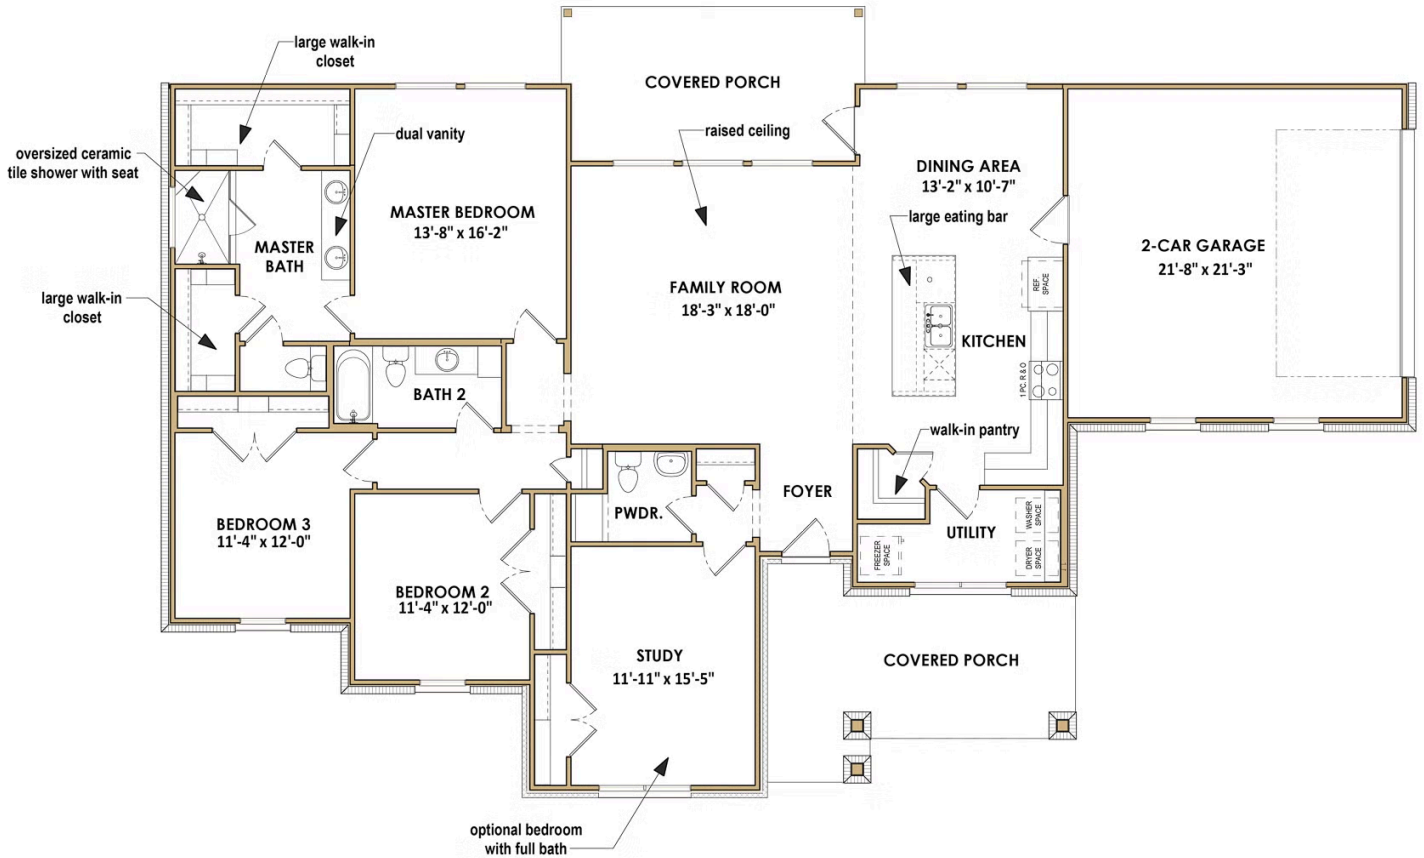 large walk-in
closet
COVERED PORCH
dual vanity
raised ceiling
oversized ceramic
tile shower with seat
DINING AREA
13'-2" x 10'-7"
MASTER BEDROOM
13'-8" x 16'-2"
large eating bar
MASTER
BATH
2-CAR GARAGE
21'-8" x 21'-3"
large walk-in
closet
FAMILY ROOM
18'-3" x 18'-0"
REF.
SPACE
KITCHEN
1 PC. R & O
BATH 2
walk-in pantry
FOYER
PWDR.
BEDROOM 3
11'-4" x 12'-0"
UTILITY
WASHER
SPACE
DRYER
SPACE
FREEZER
SPACE
BEDROOM 2
11'-4" x 12'-0"
STUDY
11'-11" x 15'-5"
COVERED PORCH
optional bedroom
with full bath